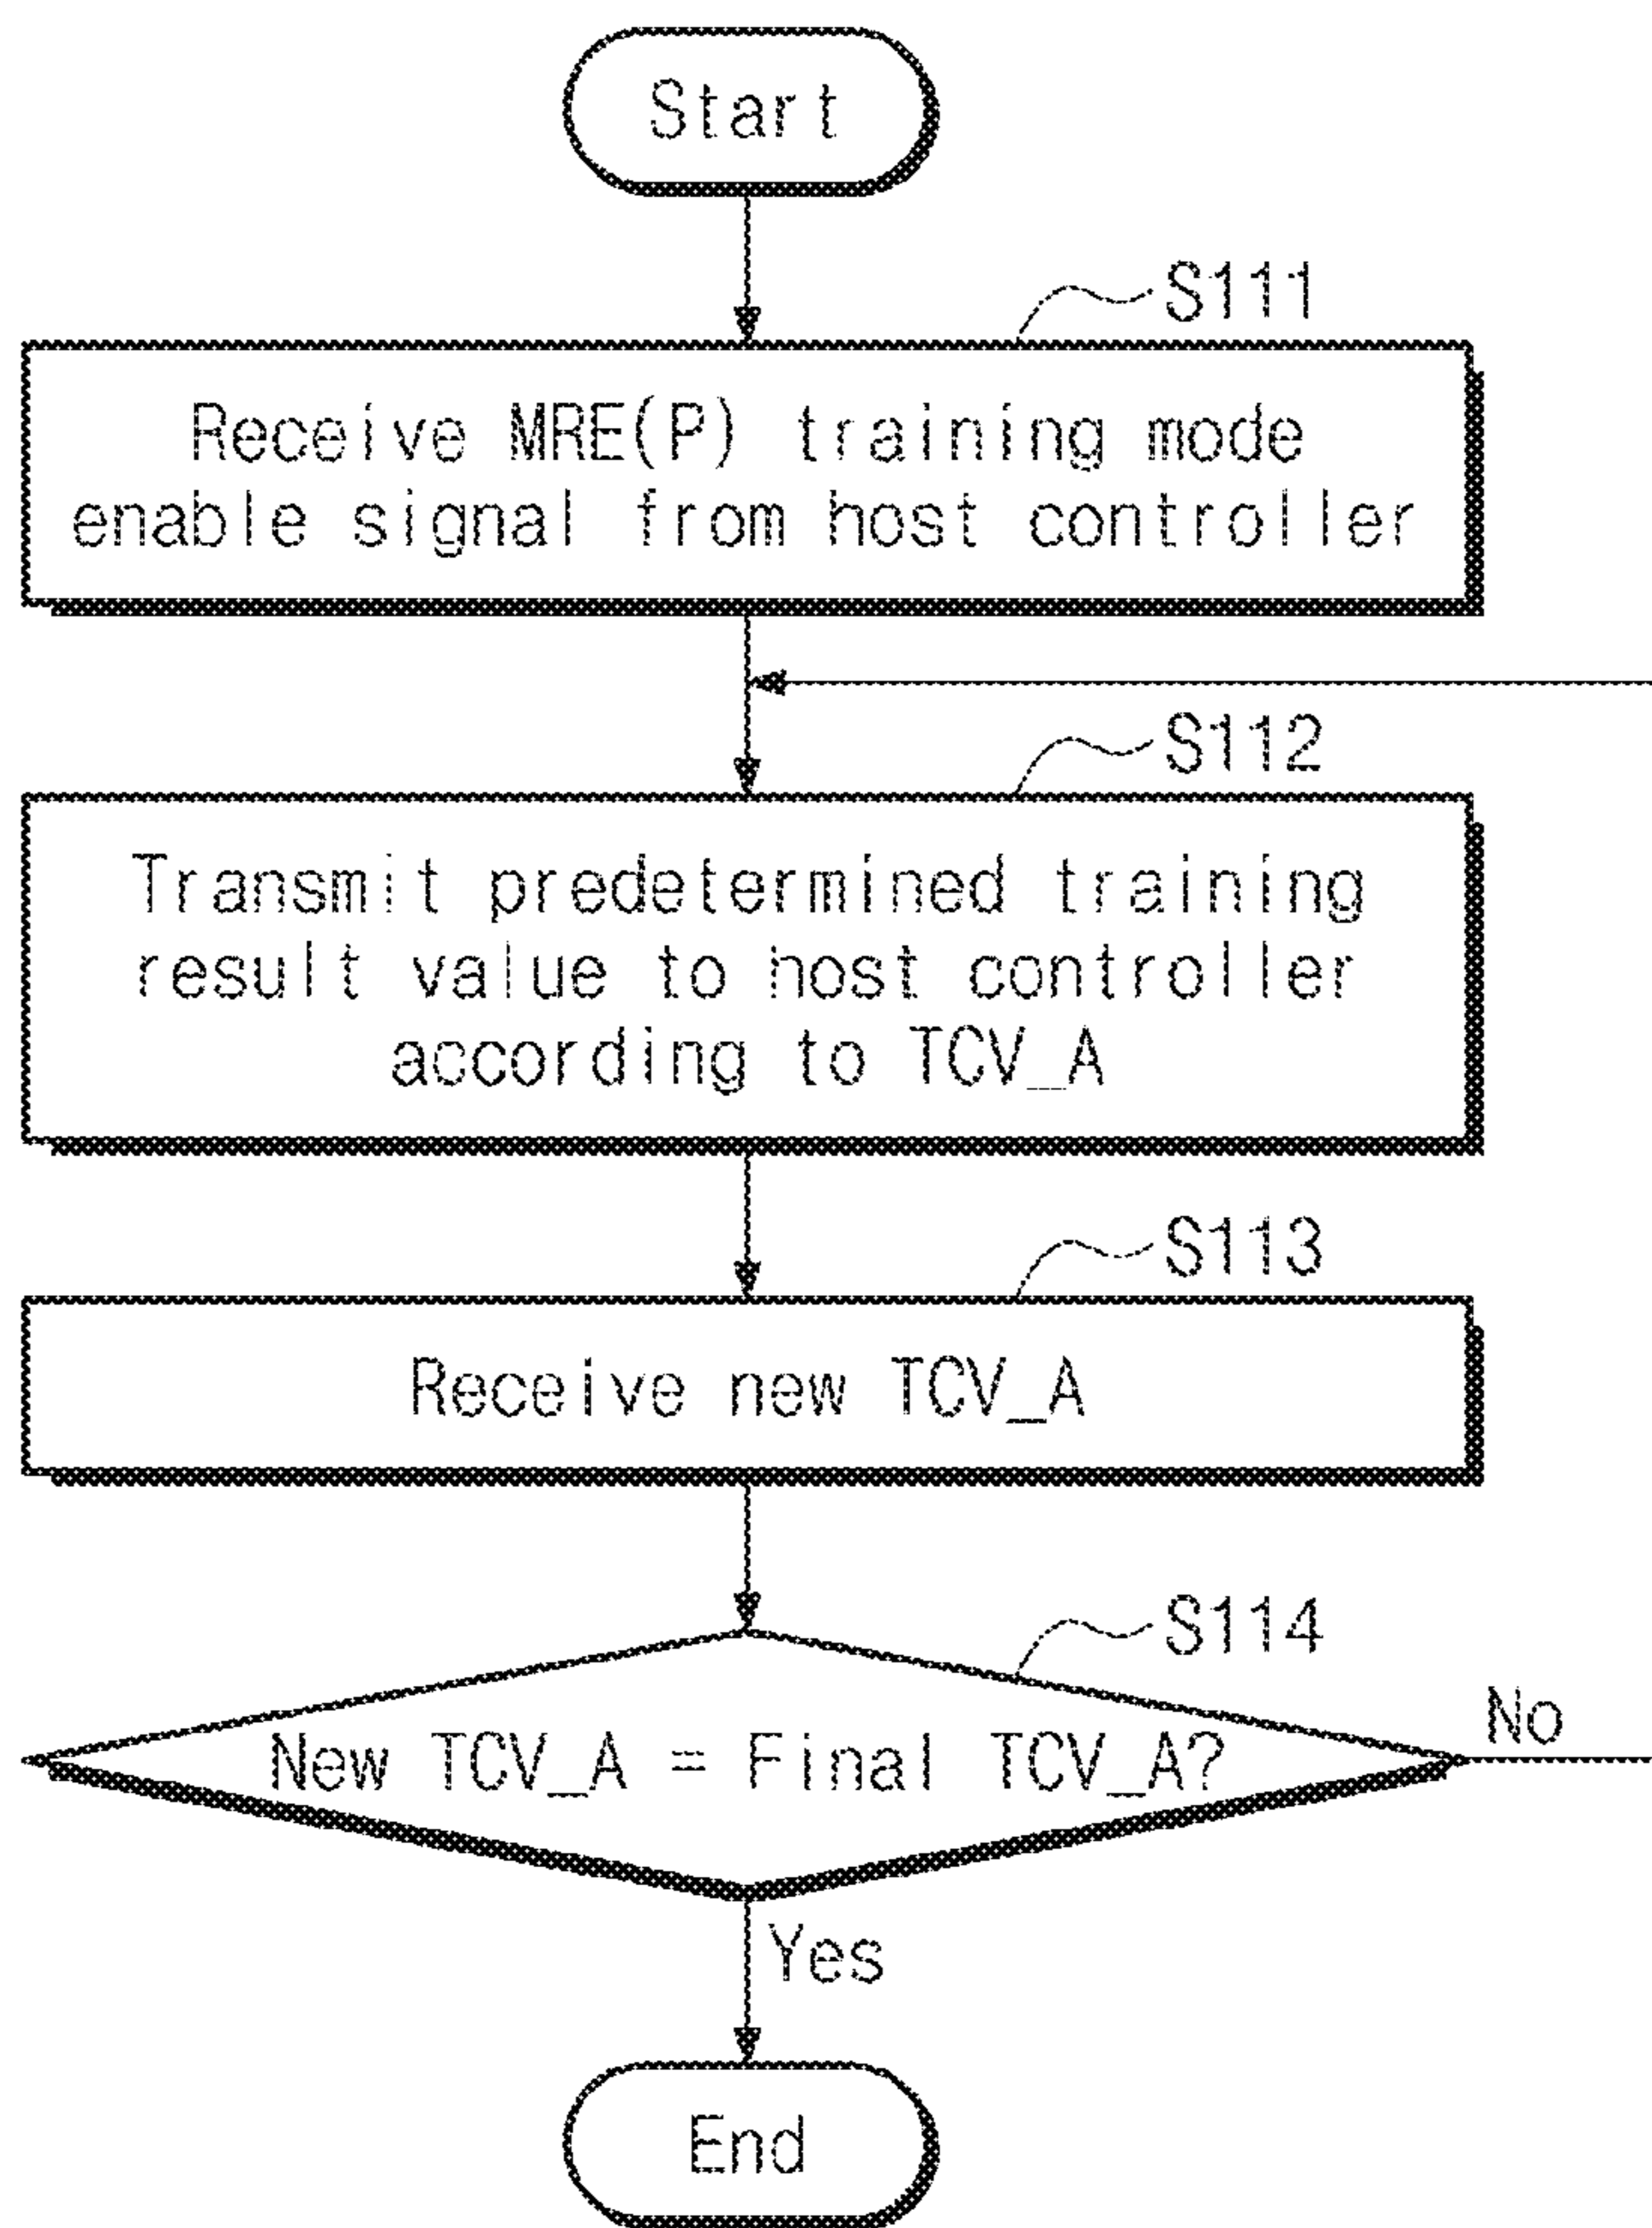 Start
S111
Receive MRE(P) training mode
enable signal from host controller
S112
Transmit predetermined training
result value to host controller
according to TCV_A
S113
Receive new TCV_A
S114
New TCV_A = Final TCV_A?
No
Yes
End